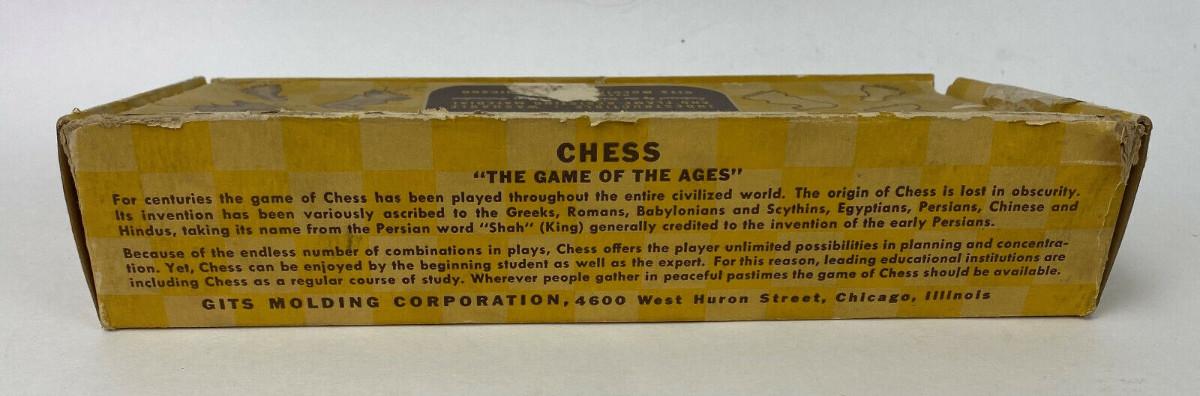 CHESS
"THE GAME OF THE AGES"
For centuries the game of Chess has been played throughout the entire civilized world. The origin of Chess is lost in obscurity.
Its invention has been variously ascribed to the Greeks, Romans, Babylonians and Scythins, Egyptians, Persians, Chinese and
Hindus, taking its name from the Persian word "Shah" (King) generally credited to the invention of the early Persians.
Because of the endless number of combinations in plays, Chess offers the player unlimited possibilities in planning and concentra-
tion. Yet, Chess can be enjoyed by the beginning student as well as the expert. For this reason, leading educational institutions are
including Chess as a regular course of study. Wherever people gather in peaceful pastimes the game of Chess should be available.
GITS MOLDING CORPORATION, 4600 West Huron Street, Chicago, Illinois